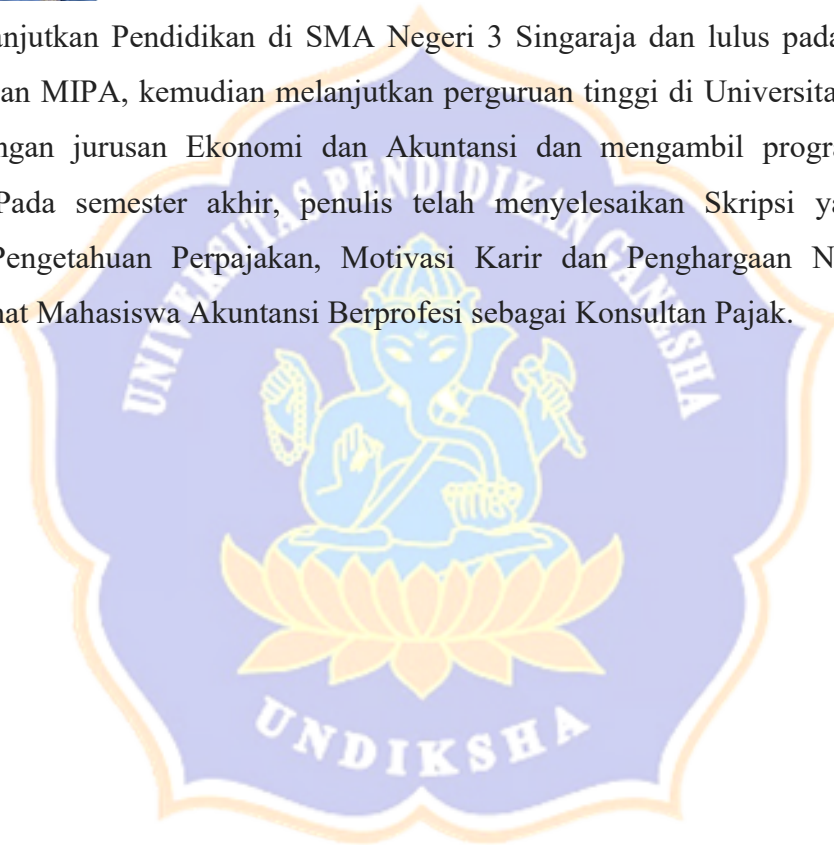 anjutkan Pendidikan di SMA Negeri 3 Singaraja dan lulus pada
an MIPA, kemudian melanjutkan perguruan tinggi di Universita
ngan jurusan Ekonomi dan Akuntansi dan mengambil progra
Pada semester akhir, penulis telah menyelesaikan Skripsi ya
Pengetahuan Perpajakan, Motivasi Karir dan Penghargaan N
nat Mahasiswa Akuntansi Berprofesi sebagai Konsultan Pajak.
UNIVERSITAS PENDIDIKAN GANESHA
UNDIKSHA